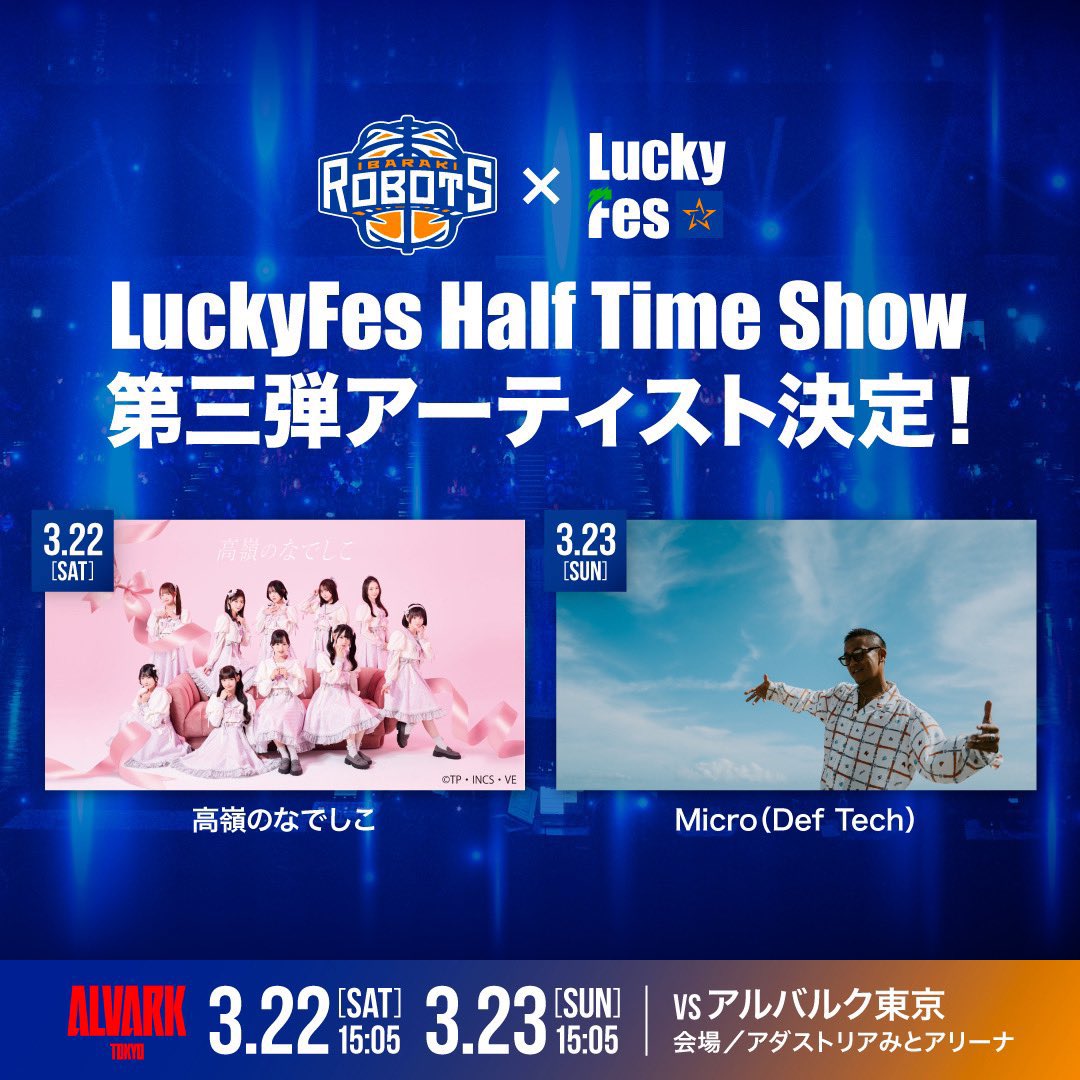 IBARAKI
ROBOTS
×
Lucky
Fes
LuckyFes Half Time Show
第三弾アーティスト決定！
3.22
[SAT]
高嶺のなでしこ
©TP・INCS・VE
高嶺のなでしこ
3.23
[SUN]
Micro（Def Tech）
ALVARK
TOKYO
3.22 [SAT] 15:05
3.23 [SUN] 15:05
VS アルバルク東京
会場／アダストリアみとアリーナ